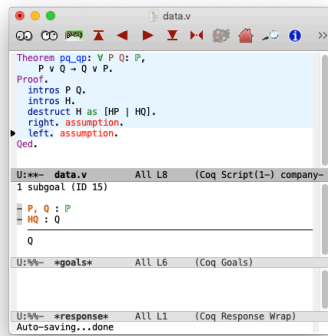 data.v
Theorem pq_qp: ∀ P Q: ℙ,
P ∨ Q → Q ∨ P.
Proof.
intros P Q.
intros H.
destruct H as [HP | HQ].
right. assumption.
left. assumption.
Qed.
U:**- data.v All L8 (Coq Script(1-) company-
1 subgoal (ID 15)
P, Q : ℙ
HQ : Q
Q
U:%%- *goals* All L6 (Coq Goals)
U:%%- *response* All L1 (Coq Response Wrap)
Auto-saving...done